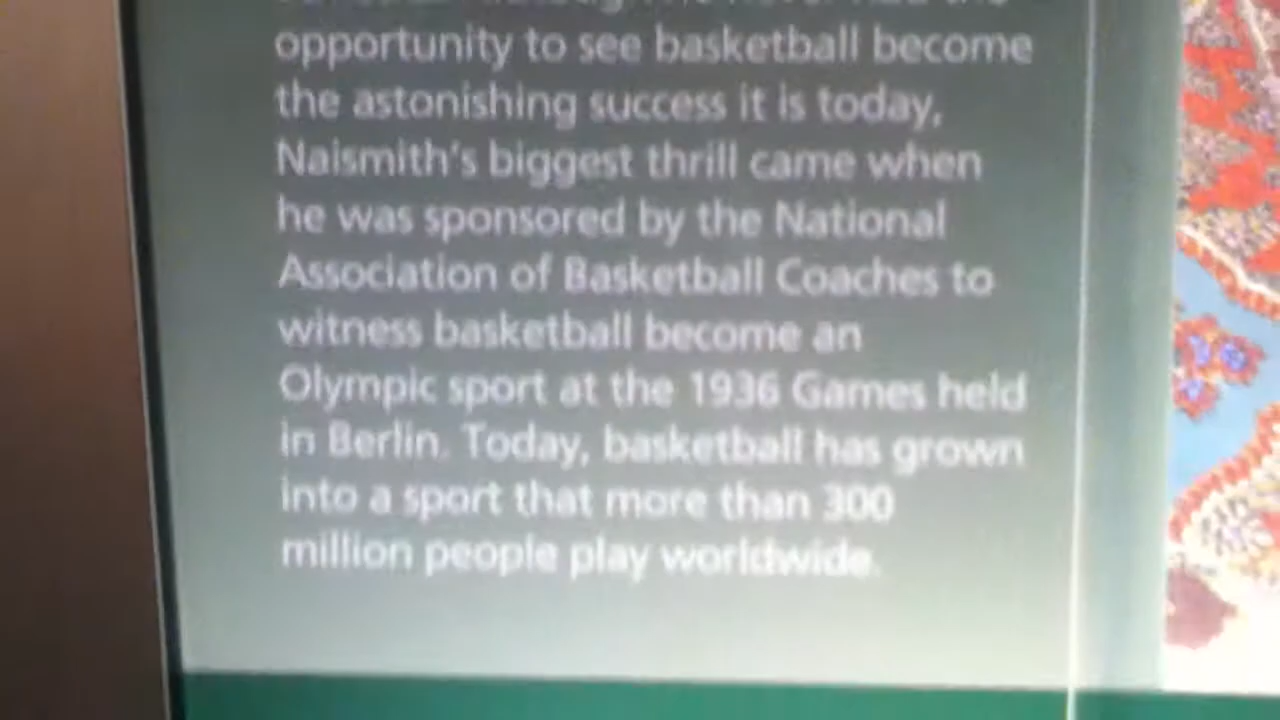 opportunity to see basketball become
the astonishing success it is today,
Naismith's biggest thrill came when
he was sponsored by the National
Association of Basketball Coaches to
witness basketball become an
Olympic sport at the 1936 Games held
in Berlin. Today, basketball has grown
into a sport that more than 300
million people play worldwide.